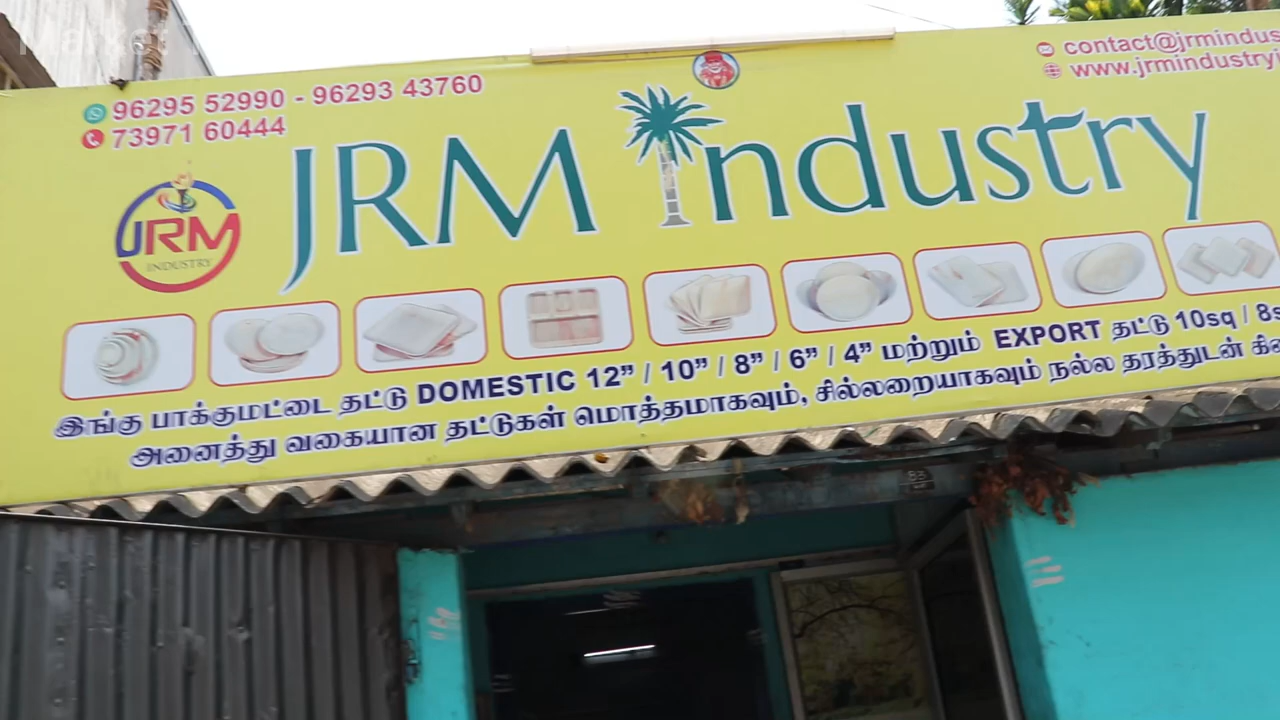 Market
96295 52990 - 96293 43760
73971 60444
contact@jrmindus
www.jrmindustryi
JRM Industry
JRM
INDUSTRY
இங்கு பாக்குமட்டை தட்டு DOMESTIC 12” / 10” / 8” / 6” / 4” மற்றும் EXPORT தட்டு 10sq / 8s
அனைத்து வகையான தட்டுகள் மொத்தமாகவும், சில்லறையாகவும் நல்ல தரத்துடன் கி